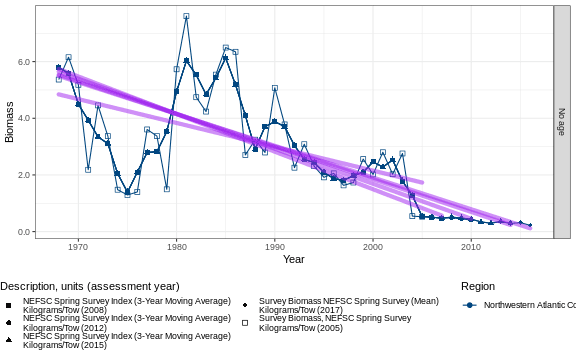 Biomass
6.0
4.0
2.0
0.0
1970
1980
1990
2000
2010
Year
No age
Description, units (assessment year)
NEFSC Spring Survey Index (3-Year Moving Average)
Kilograms/Tow (2008)
NEFSC Spring Survey Index (3-Year Moving Average)
Kilograms/Tow (2012)
NEFSC Spring Survey Index (3-Year Moving Average)
Kilograms/Tow (2015)
Survey Biomass NEFSC Spring Survey (Mean)
Kilograms/Tow (2017)
Survey Biomass, NEFSC Spring Survey
Kilograms/Tow (2005)
Region
Northwestern Atlantic Co